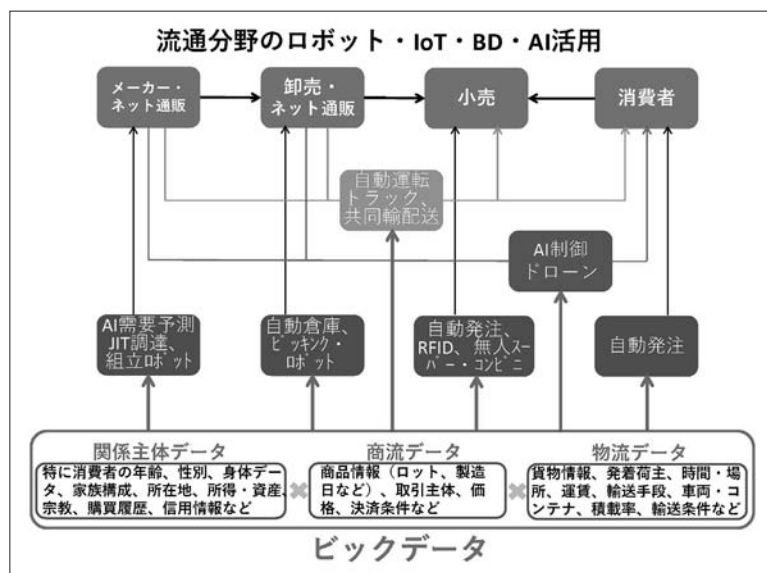 流通分野のロボット・IoT・BD・AI活用
メーカー・
ネット通販
卸売・
ネット通販
小売
消費者
自動運転
トラック、
共同輸配送
AI制御
ドローン
AI需要予測
JIT調達、
組立ロボット
自動倉庫、
ピッキング・
ロボット
自動発注、
RFID、無人スー
パー・コンビニ
自動発注
関係主体データ
特に消費者の年齢、性別、身体デー
タ、家族構成、所在地、所得・資産、
宗教、購買履歴、信用情報など
商流データ
商品情報（ロット、製造
日など）、取引主体、価
格、決済条件など
物流データ
貨物情報、発着荷主、時間・場
所、運賃、輸送手段、車両・コ
ンテナ、積載率、輸送条件など
ビックデータ